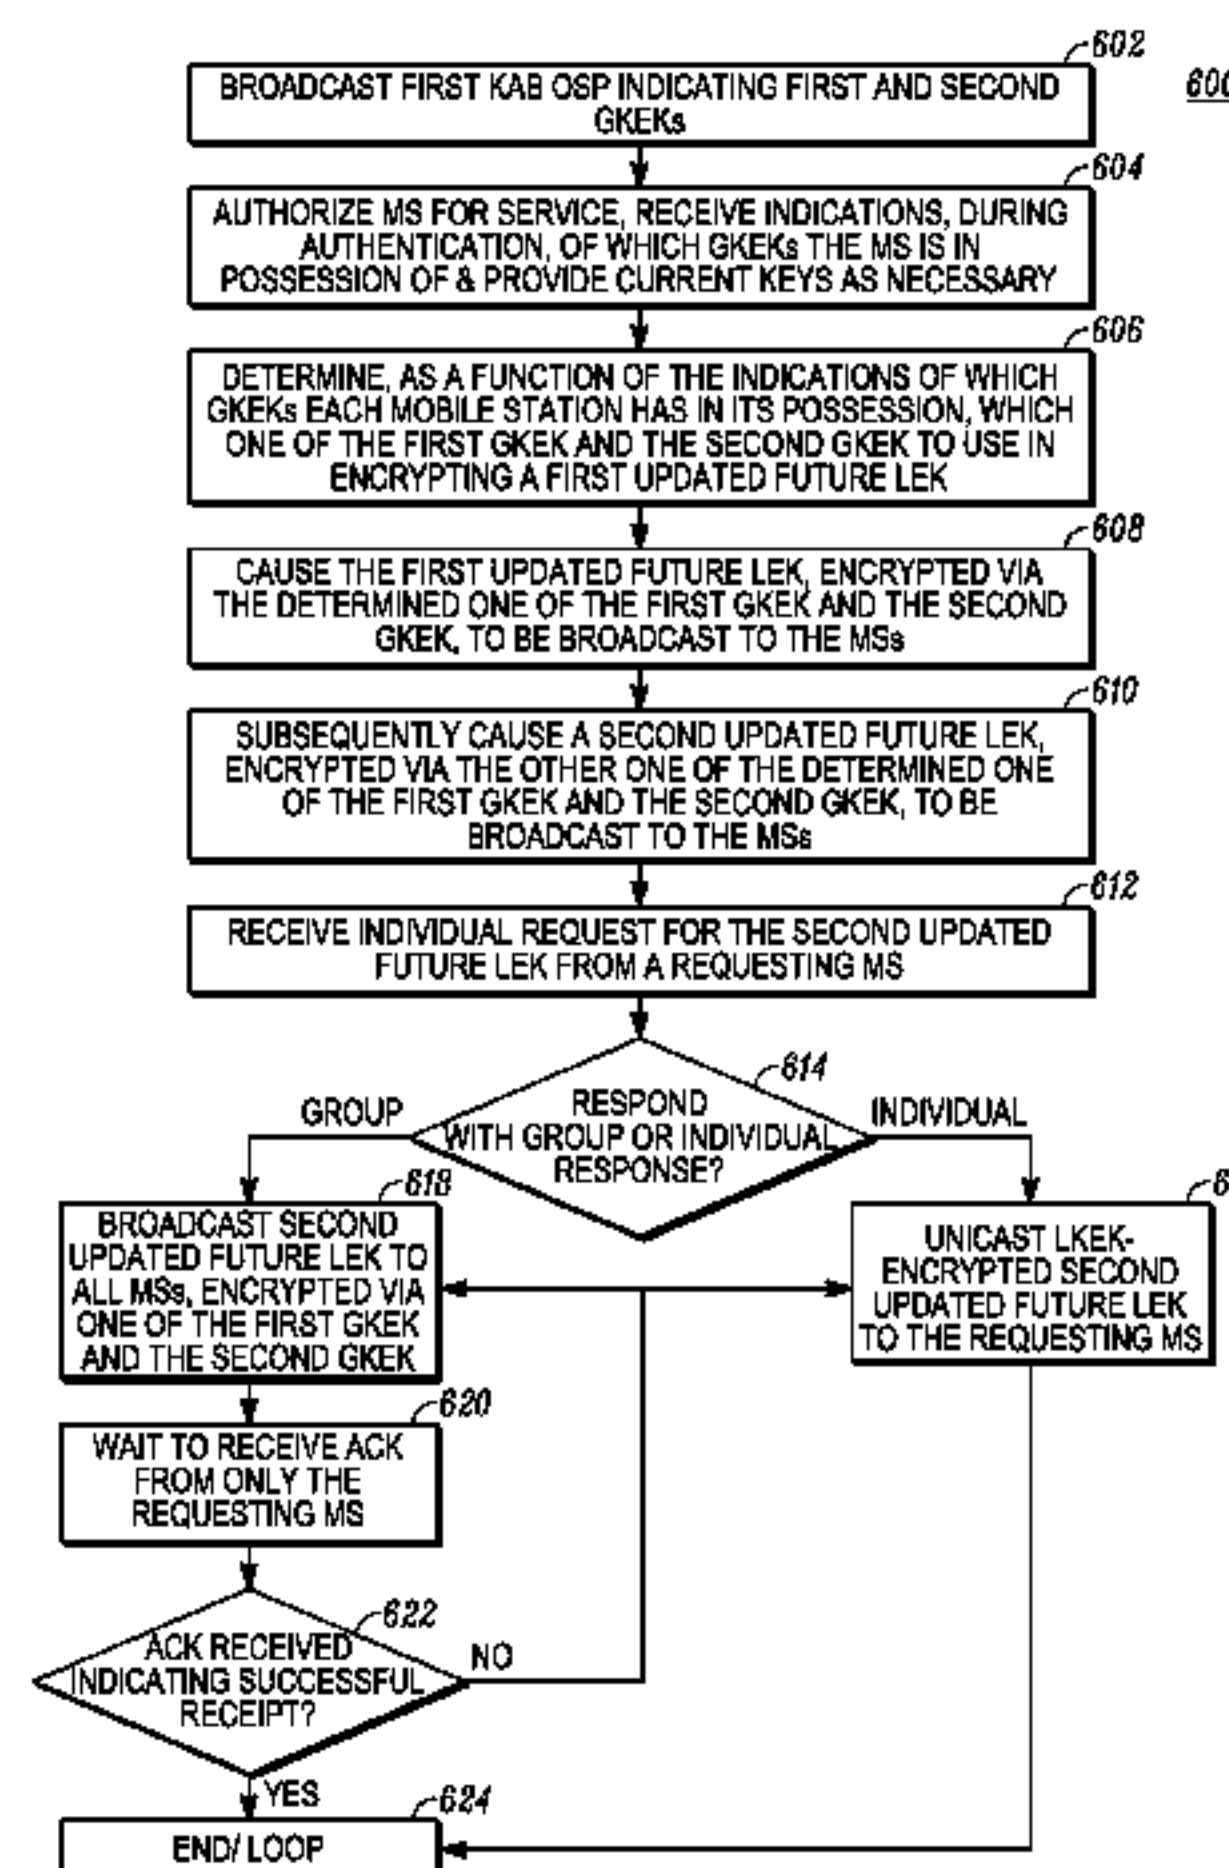 602
600
BROADCAST FIRST KAB OSP INDICATING FIRST AND SECOND
GKEKs
604
AUTHORIZE MS FOR SERVICE, RECEIVE INDICATIONS, DURING
AUTHENTICATION, OF WHICH GKEKs THE MS IS IN
POSSESSION OF & PROVIDE CURRENT KEYS AS NECESSARY
606
DETERMINE, AS A FUNCTION OF THE INDICATIONS OF WHICH
GKEKs EACH MOBILE STATION HAS IN ITS POSSESSION, WHICH
ONE OF THE FIRST GKEK AND THE SECOND GKEK TO USE IN
ENCRYPTING A FIRST UPDATED FUTURE LEK
608
CAUSE THE FIRST UPDATED FUTURE LEK, ENCRYPTED VIA
THE DETERMINED ONE OF THE FIRST GKEK AND THE SECOND
GKEK, TO BE BROADCAST TO THE MSs
610
SUBSEQUENTLY CAUSE A SECOND UPDATED FUTURE LEK,
ENCRYPTED VIA THE OTHER ONE OF THE DETERMINED ONE
OF THE FIRST GKEK AND THE SECOND GKEK, TO BE
BROADCAST TO THE MSs
612
RECEIVE INDIVIDUAL REQUEST FOR THE SECOND UPDATED
FUTURE LEK FROM A REQUESTING MS
614
RESPOND
WITH GROUP OR INDIVIDUAL
RESPONSE?
GROUP
INDIVIDUAL
618
BROADCAST SECOND
UPDATED FUTURE LEK TO
ALL MSs, ENCRYPTED VIA
ONE OF THE FIRST GKEK
AND THE SECOND GKEK
6
UNICAST LKEK-
ENCRYPTED SECOND
UPDATED FUTURE LEK
TO THE REQUESTING MS
620
WAIT TO RECEIVE ACK
FROM ONLY THE
REQUESTING MS
622
ACK RECEIVED
INDICATING SUCCESSFUL
RECEIPT?
NO
YES
624
END/ LOOP